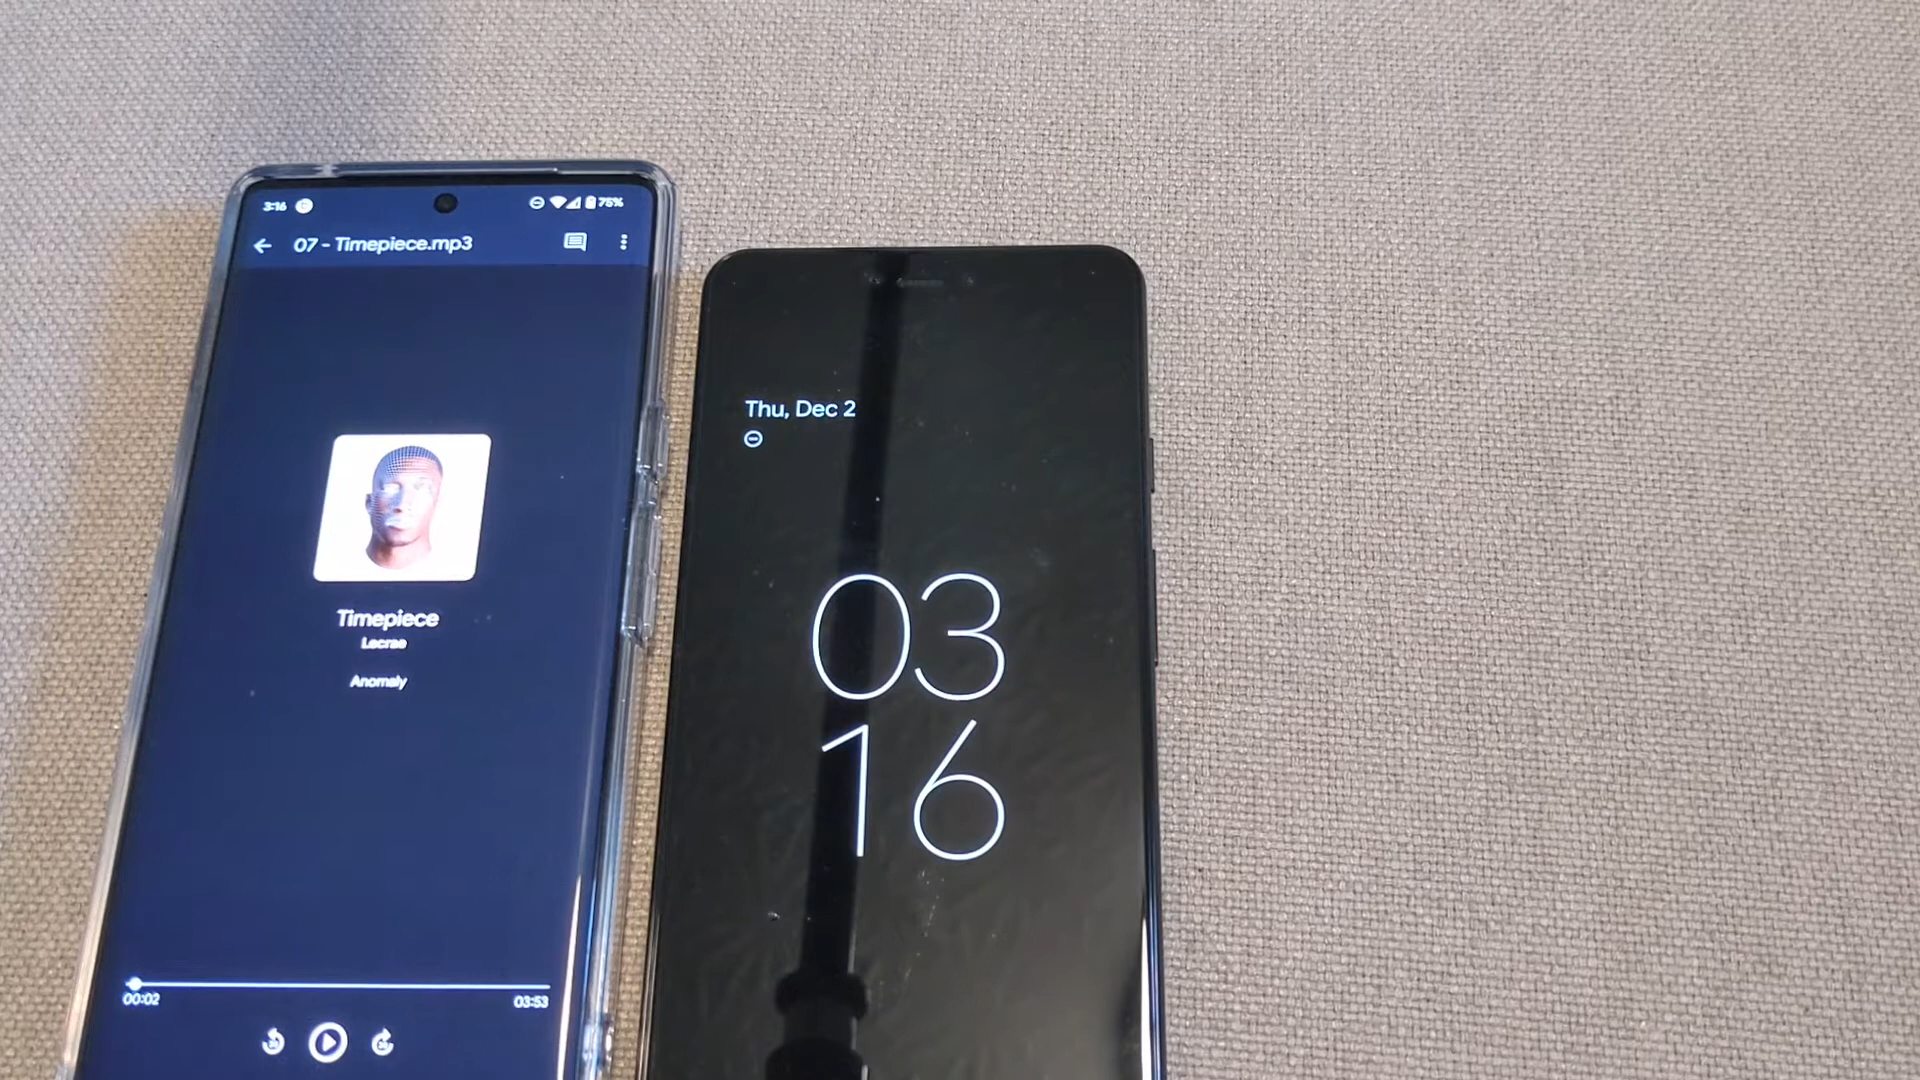 3:16
75%
07 - Timepiece.mp3
Timepiece
Lecrae
Anomaly
00:02
03:53
Thu, Dec 2
03
16